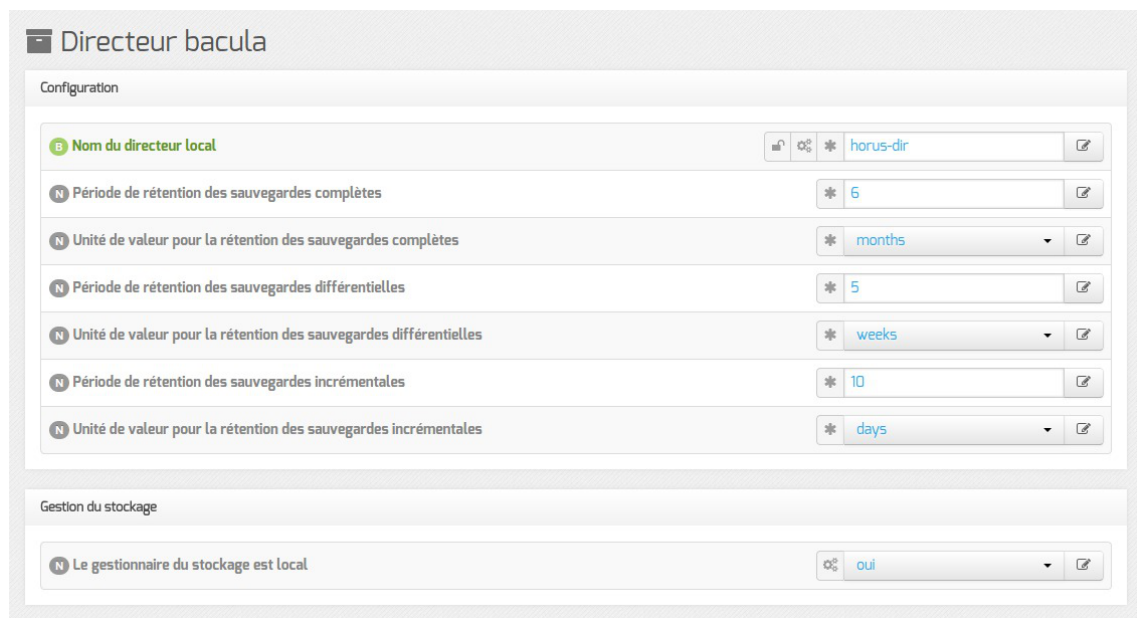 Directeur bacula
Configuration
B Nom du directeur local horus-dir
N Période de rétention des sauvegardes complètes 6
N Unité de valeur pour la rétention des sauvegardes complètes months
N Période de rétention des sauvegardes différentielles 5
N Unité de valeur pour la rétention des sauvegardes différentielles weeks
N Période de rétention des sauvegardes incrémentales 10
N Unité de valeur pour la rétention des sauvegardes incrémentales days
Gestion du stockage
N Le gestionnaire du stockage est local oui